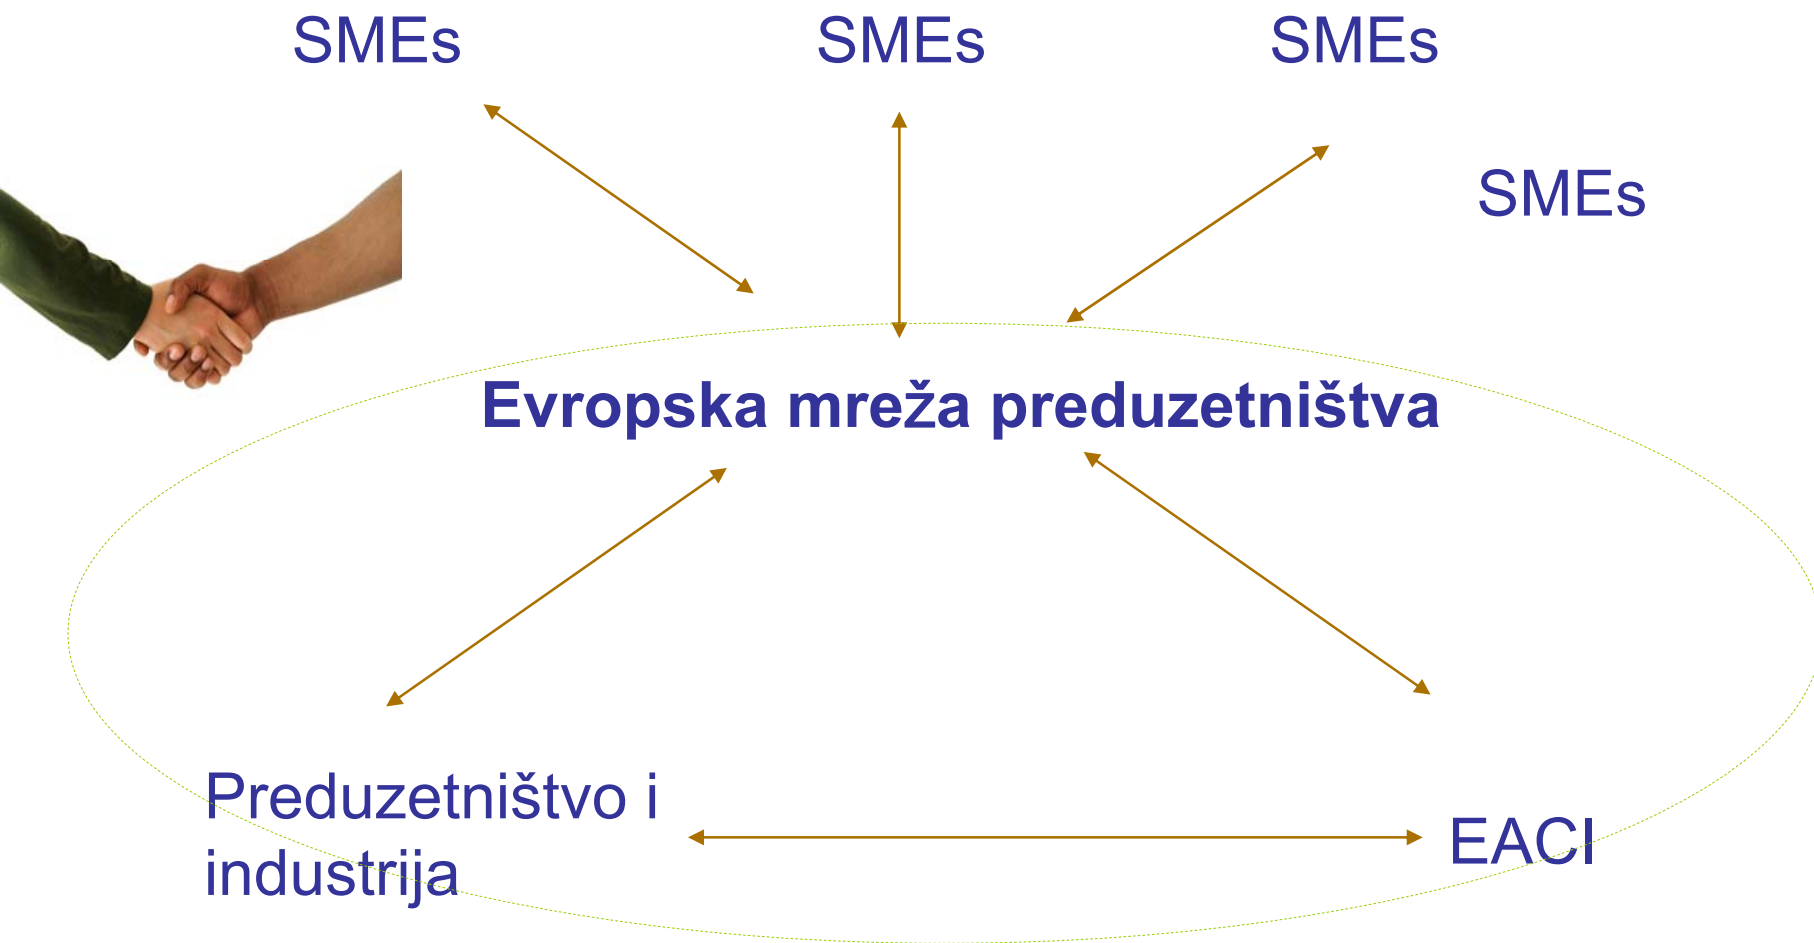 SMEs
SMEs
SMEs
SMEs
Evropska mreža preduzetništva
Preduzetništvo i
industrija
EACI